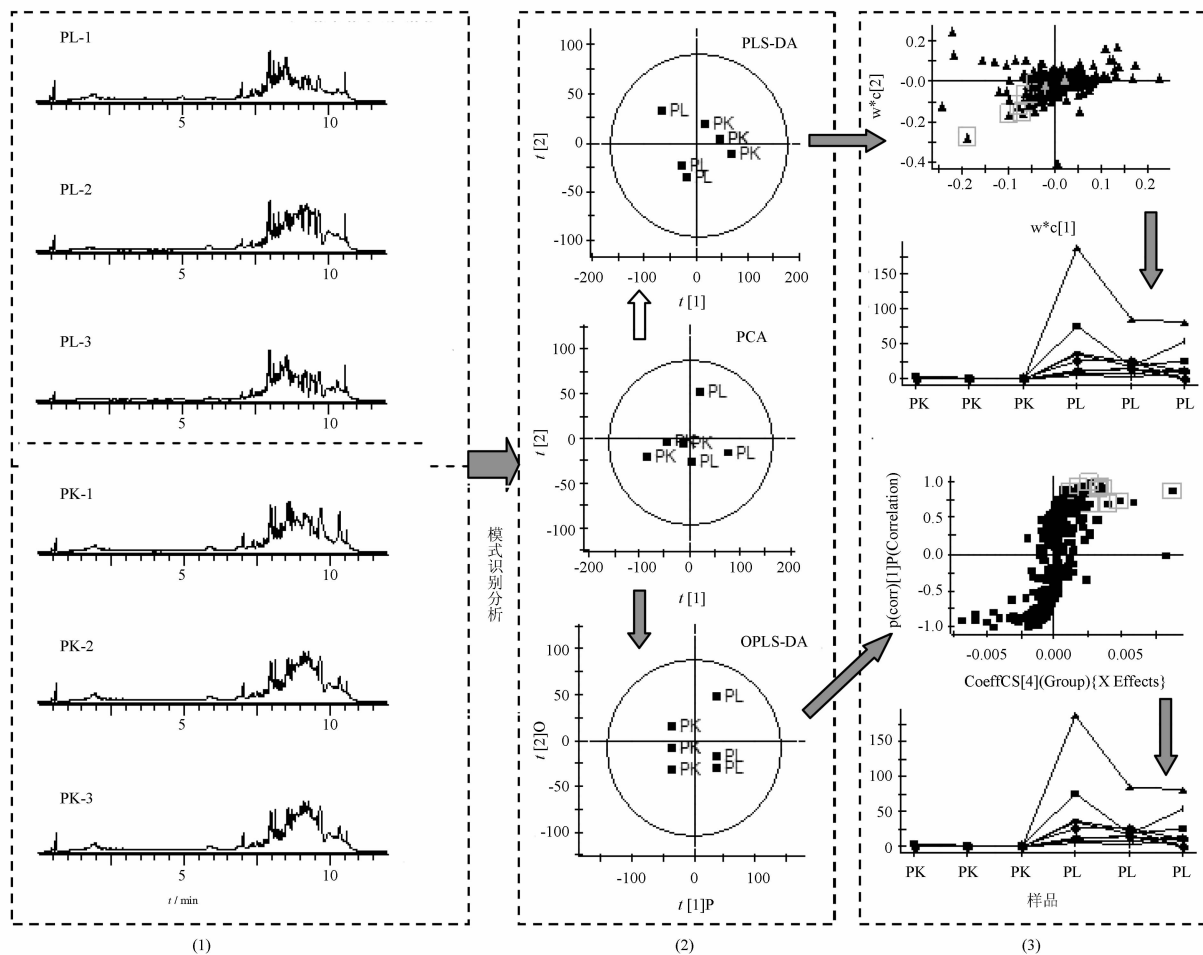 PL-1
5
10
PL-2
5
10
PL-3
5
10
PK-1
5
10
PK-2
5
10
PK-3
5
10
t / min
(1)
模式识别分析
PLS-DA
100
50
0
-50
-100
t [2]
PL
PK
PK
PK
PL
PL
-200
-100
0
100
200
t [1]
PCA
100
50
0
-50
-100
t [2]
PL
PK
PK
PK
PL
PL
-200
-100
0
100
200
t [1]
OPLS-DA
100
50
0
-50
-100
t [2]O
PL
PK
PK
PL
PK
PL
-100
0
100
t [1]P
(2)
0.2
-0.0
-0.2
-0.4
w*c[2]
-0.2
-0.1
-0.0
0.1
0.2
w*c[1]
150
100
50
0
PK
PK
PK
PL
PL
PL
1.0
0.5
0.0
-0.5
-1.0
p(corr)[1]P(Correlation)
-0.005
0.000
0.005
CoeffCS[4](Group){X Effects}
150
100
50
0
PK
PK
PK
PL
PL
PL
样品
(3)